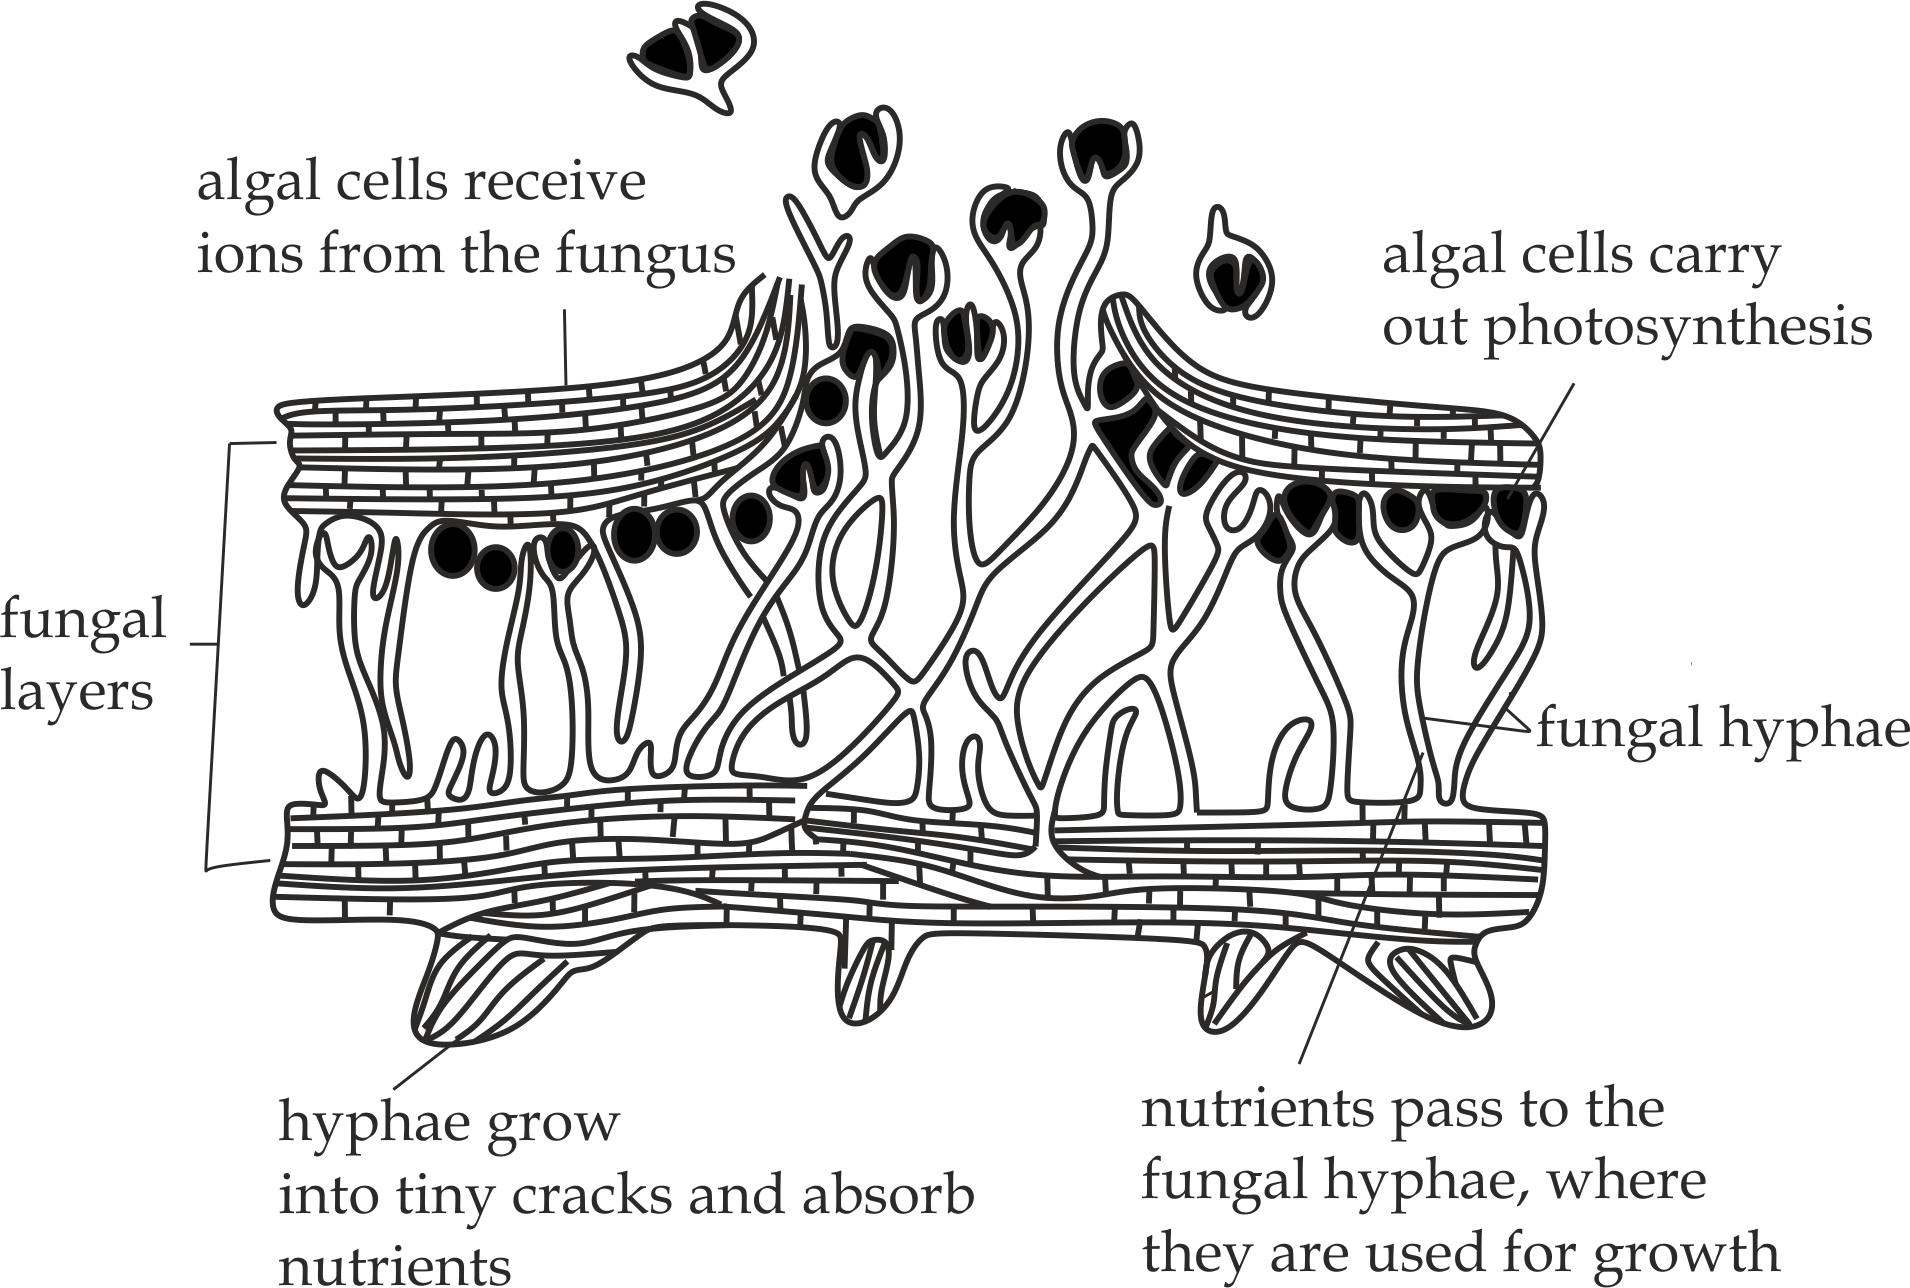 algal cells receive
ions from the fungus
algal cells carry
out photosynthesis
fungal
layers
fungal hyphae
hyphae grow
into tiny cracks and absorb
nutrients
nutrients pass to the
fungal hyphae, where
they are used for growth